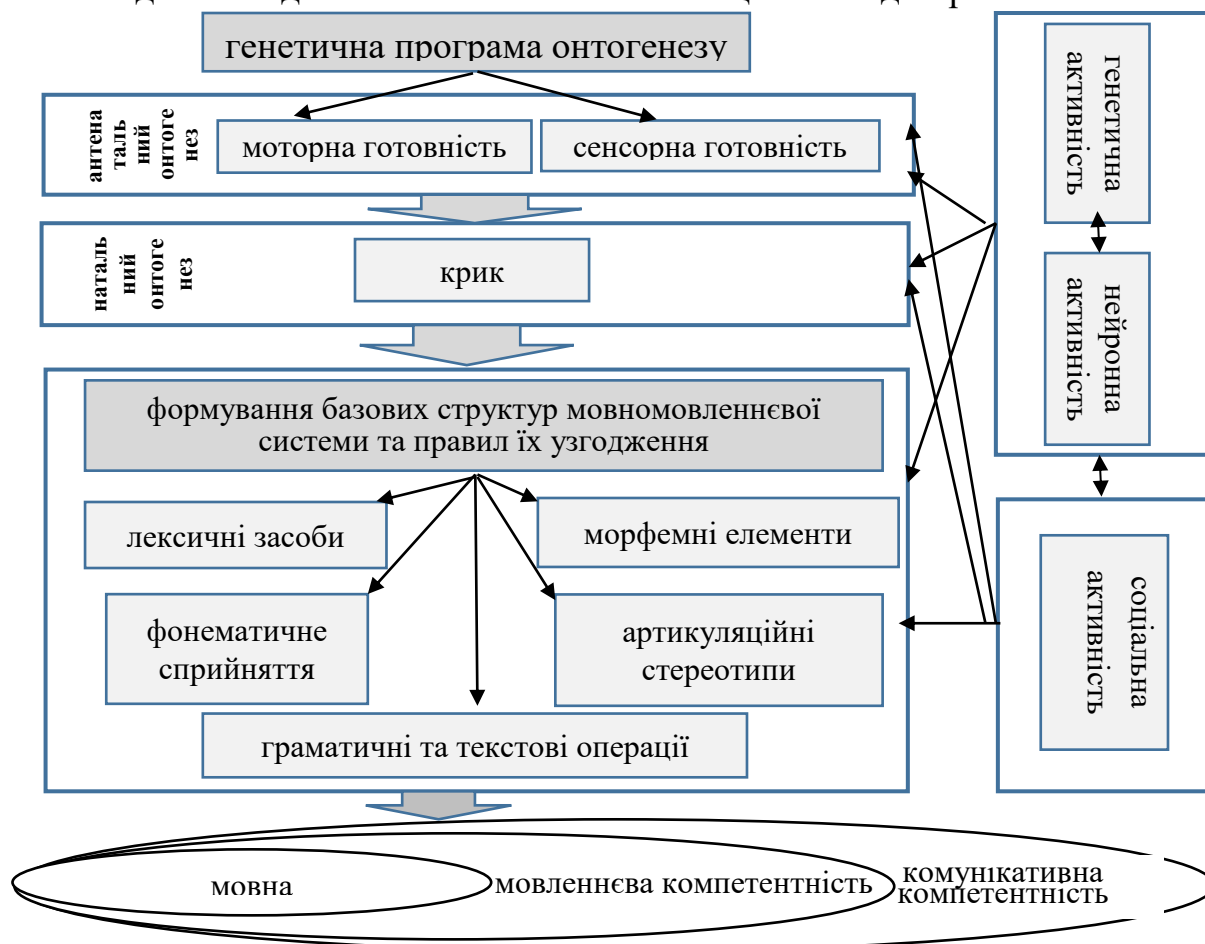 генетична програма онтогенезу
антена
таль
ний
онтоге
нез
моторна готовність
сенсорна готовність
наталь
ний
онтоге
нез
крик
формування базових структур мовномовленнєвої
системи та правил їх узгодження
лексичні засоби
морфемні елементи
фонематичне
сприйняття
артикуляційні
стереотипи
граматичні та текстові операції
генетична
активність
нейронна
активність
соціальна
активність
мовна
мовленнєва компетентність
комунікативна
компетентність